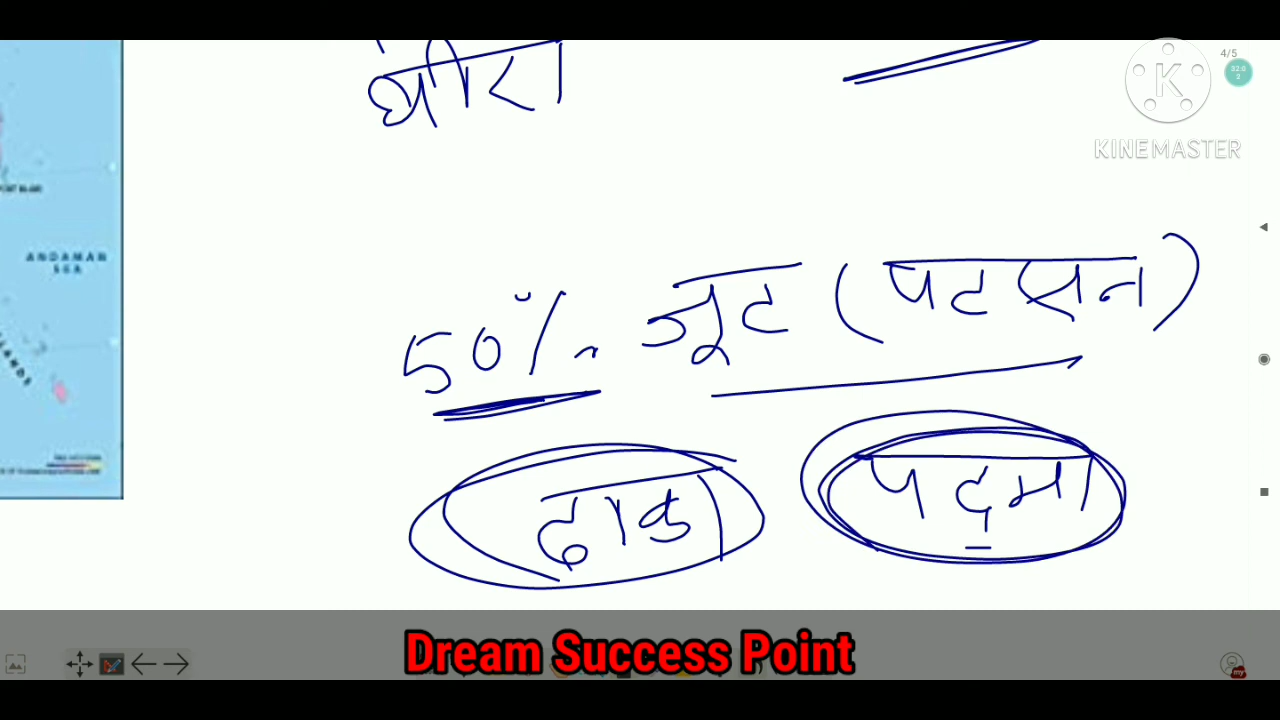 थीरा
4/5
KINEMASTER
ANDAMAN
SEA
50% जूट (पटसन)
ढाका पद्मा
Dream Success Point